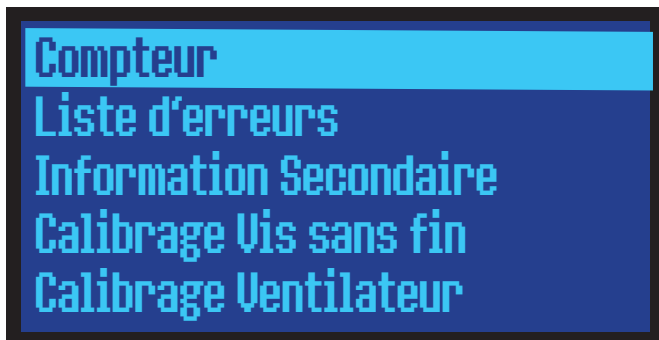 Compteur
Liste d'erreurs
Information Secondaire
Calibrage Vis sans fin
Calibrage Ventilateur